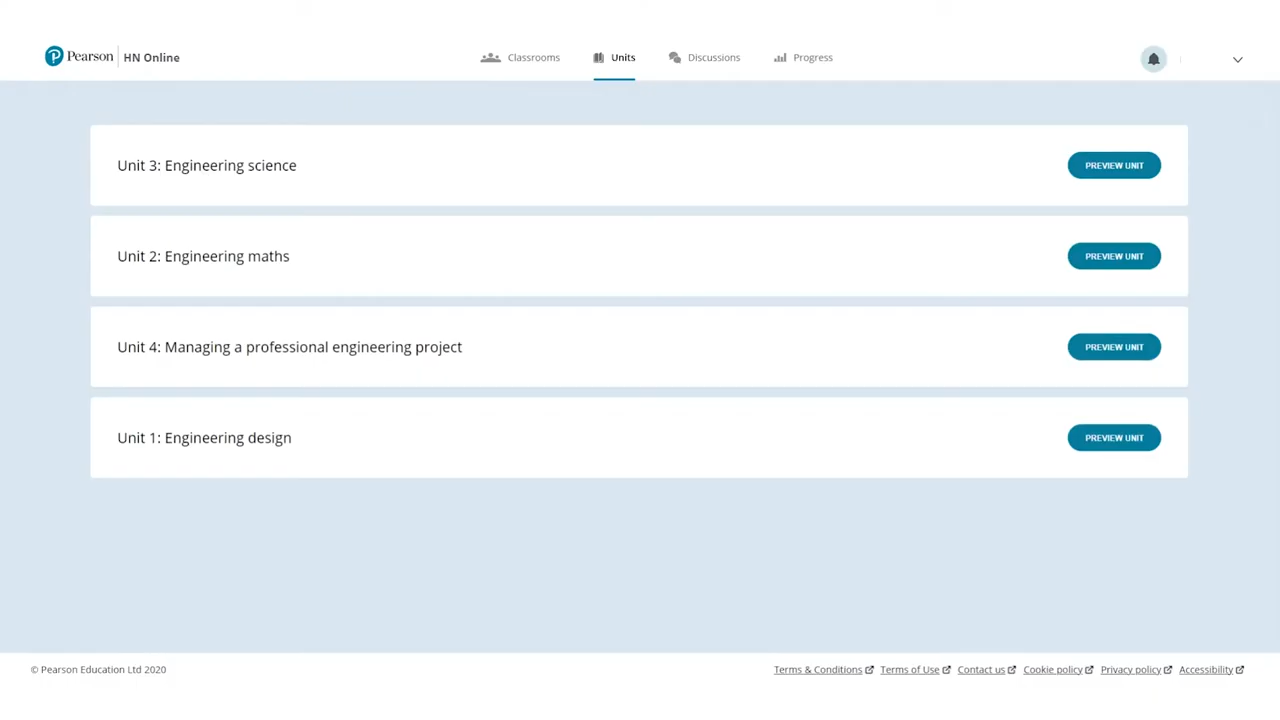 Pearson HN Online
Classrooms
Units
Discussions
Progress
Unit 3: Engineering science
PREVIEW UNIT
Unit 2: Engineering maths
PREVIEW UNIT
Unit 4: Managing a professional engineering project
PREVIEW UNIT
Unit 1: Engineering design
PREVIEW UNIT
© Pearson Education Ltd 2020
Terms & Conditions
Terms of Use
Contact us
Cookie policy
Privacy policy
Accessibility